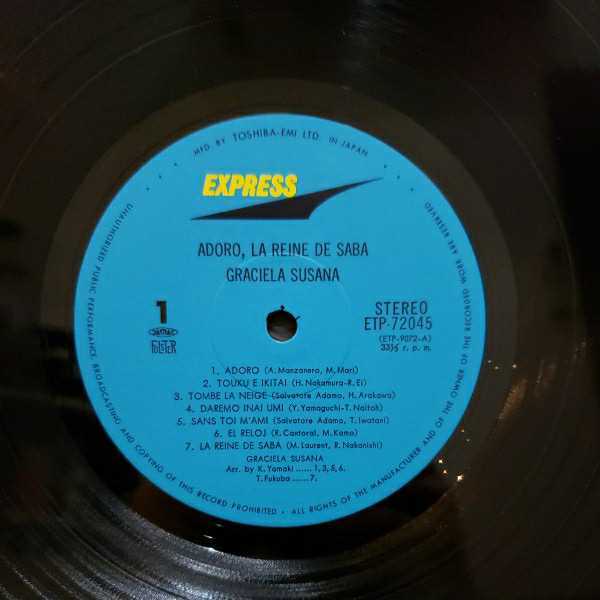 MFD. BY TOSHIBA-EMI LTD. IN JAPAN
EXPRESS
ADORO, LA REINE DE SABA
GRACIELA SUSANA
1
STEREO
ETP-72045
(ETP-9072-A)
33⅓ r. p. m.
1. ADORO (A. Manzanero, M. Mari)
2. TOUKU E IKITAI (H. Nakamura-R. Ei)
3. TOMBE LA NEIGE (Salvatore Adamo, H. Arakawa)
4. DAREMO INAI UMI (Y. Yamaguchi-T. Naitoh)
5. SANS TOI M'AMI (Salvatore Adamo, T. Iwatani)
6. EL RELOJ (R. Cantoral, M. Kamo)
7. LA REINE DE SABA (M. Laurent, R. Nakanishi)
GRACIELA SUSANA
Arr. by K. Yamaki ...... 1, 3, 5, 6.
T. Fukuba ...... 7.
UNAUTHORIZED PUBLIC PERFORMANCE BROADCASTING AND COPYING OF THIS RECORD PROHIBITED • ALL RIGHTS OF THE MANUFACTURER AND OF THE OWNER OF THE RECORDED WORK ARE RESERVED